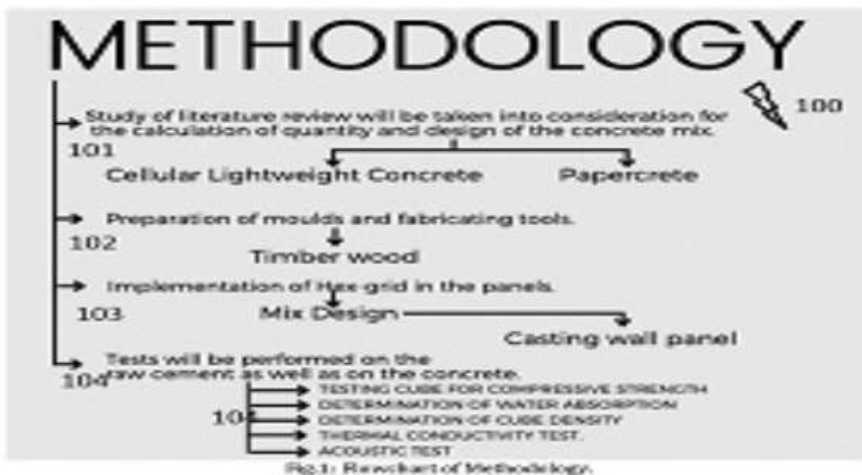 METHODOLOGY
100
Study of literature review will be taken into consideration for
the calculation of quantity and design of the concrete mix.
101
Cellular Lightweight Concrete Papercrete
Preparation of moulds and fabricating tools.
102
Timber wood
Implementation of Hex-grid in the panels.
103
Mix Design
Casting wall panel
Tests will be performed on the
raw cement as well as on the concrete.
104
TESTING CUBE FOR COMPRESSIVE STRENGTH
DETERMINATION OF WATER ABSORPTION
DETERMINATION OF CUBE DENSITY
THERMAL CONDUCTIVITY TEST.
ACOUSTIC TEST
Fig.1: Flowchart of Methodology.